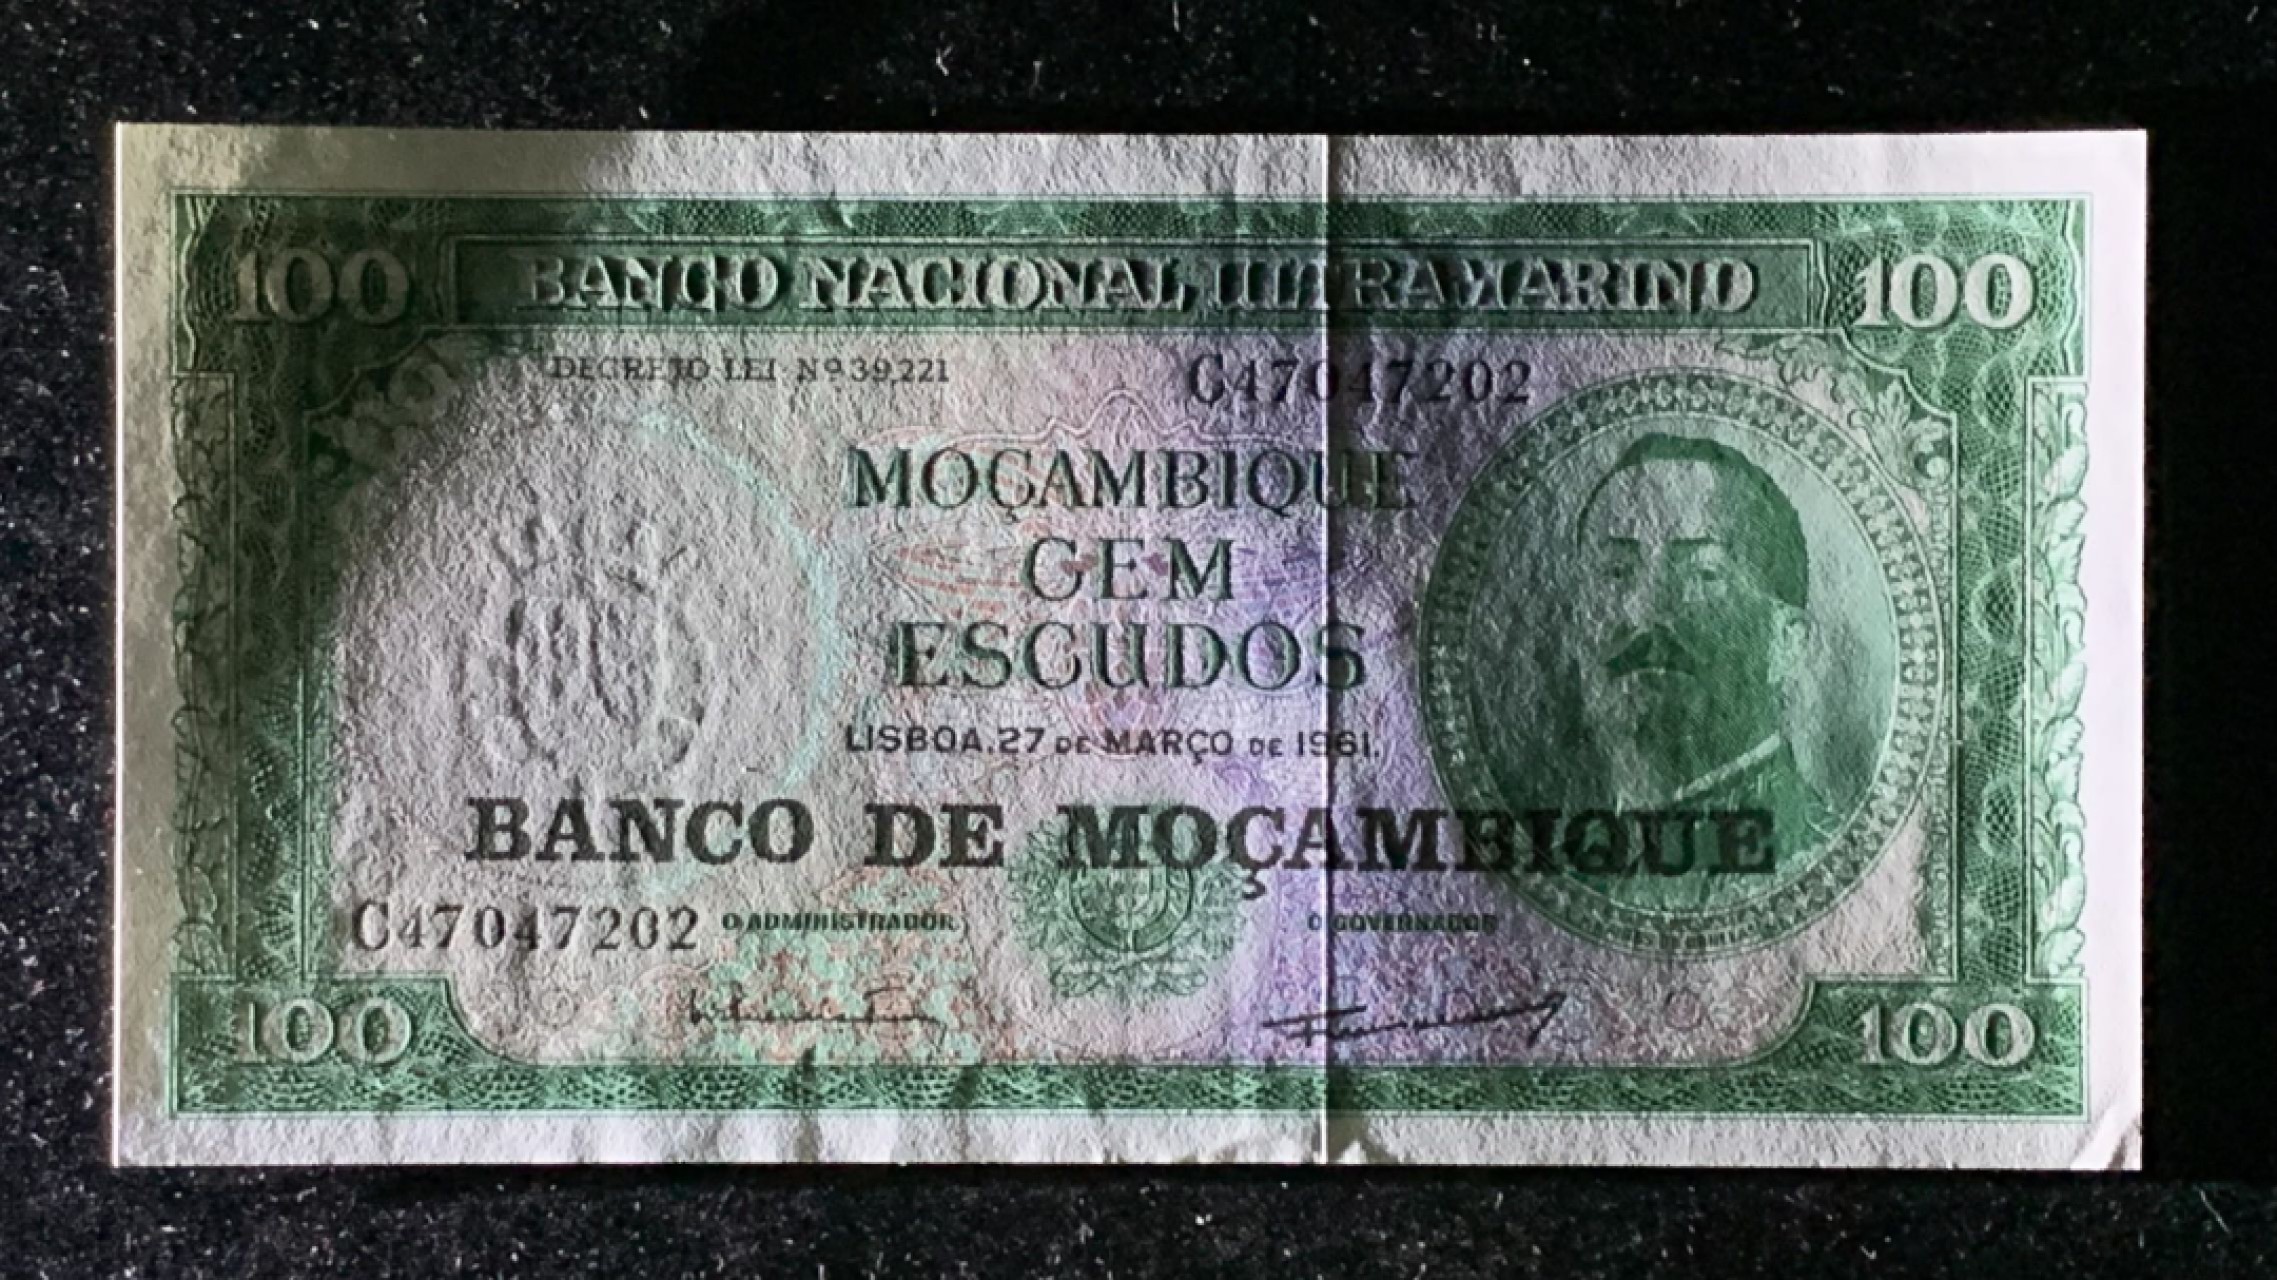 100 BANCO NACIONAL ULTRAMARINO 100
DECRETO LEI Nº 39,221 C47047202
MOÇAMBIQUE
CEM
ESCUDOS
LISBOA, 27 DE MARÇO DE 1961.
BANCO DE MOÇAMBIQUE
C47047202 O ADMINISTRADOR O GOVERNADOR
100 100